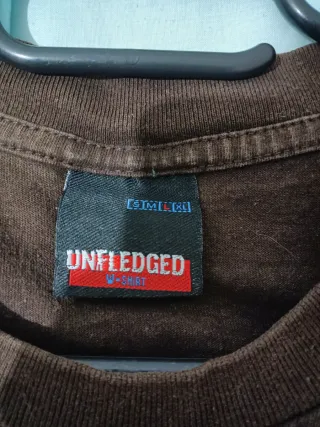 S M L XL
UNFLEDGED
W-SHIRT